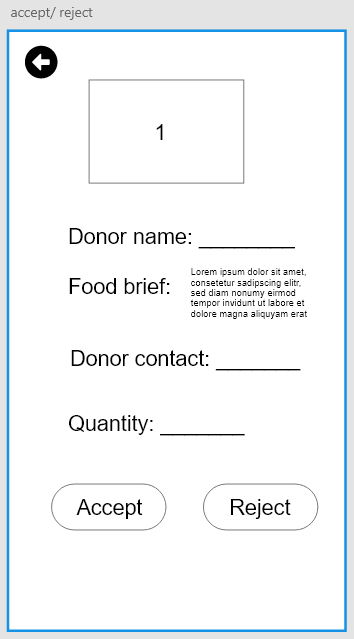 accept/ reject
1
Donor name: ________
Food brief:
Lorem ipsum dolor sit amet,
consetetur sadipscing elitr,
sed diam nonumy eirmod
tempor invidunt ut labore et
dolore magna aliquyam erat
Donor contact: _______
Quantity: _______
Accept
Reject